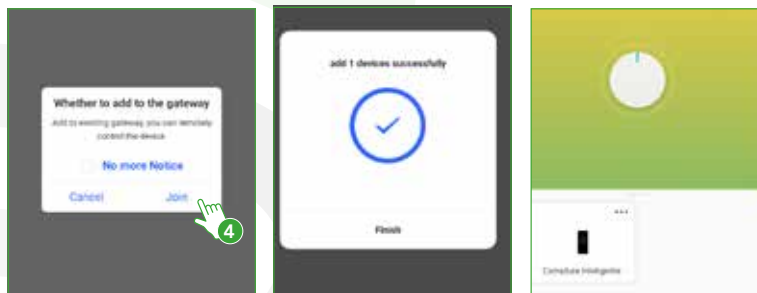 Whether to add to the gateway
Add to existing gateway, you can remotely
control the device
No more Notice
Cancel
Join
4
add 1 devices successfully
Finish
Cerradura Inteligente